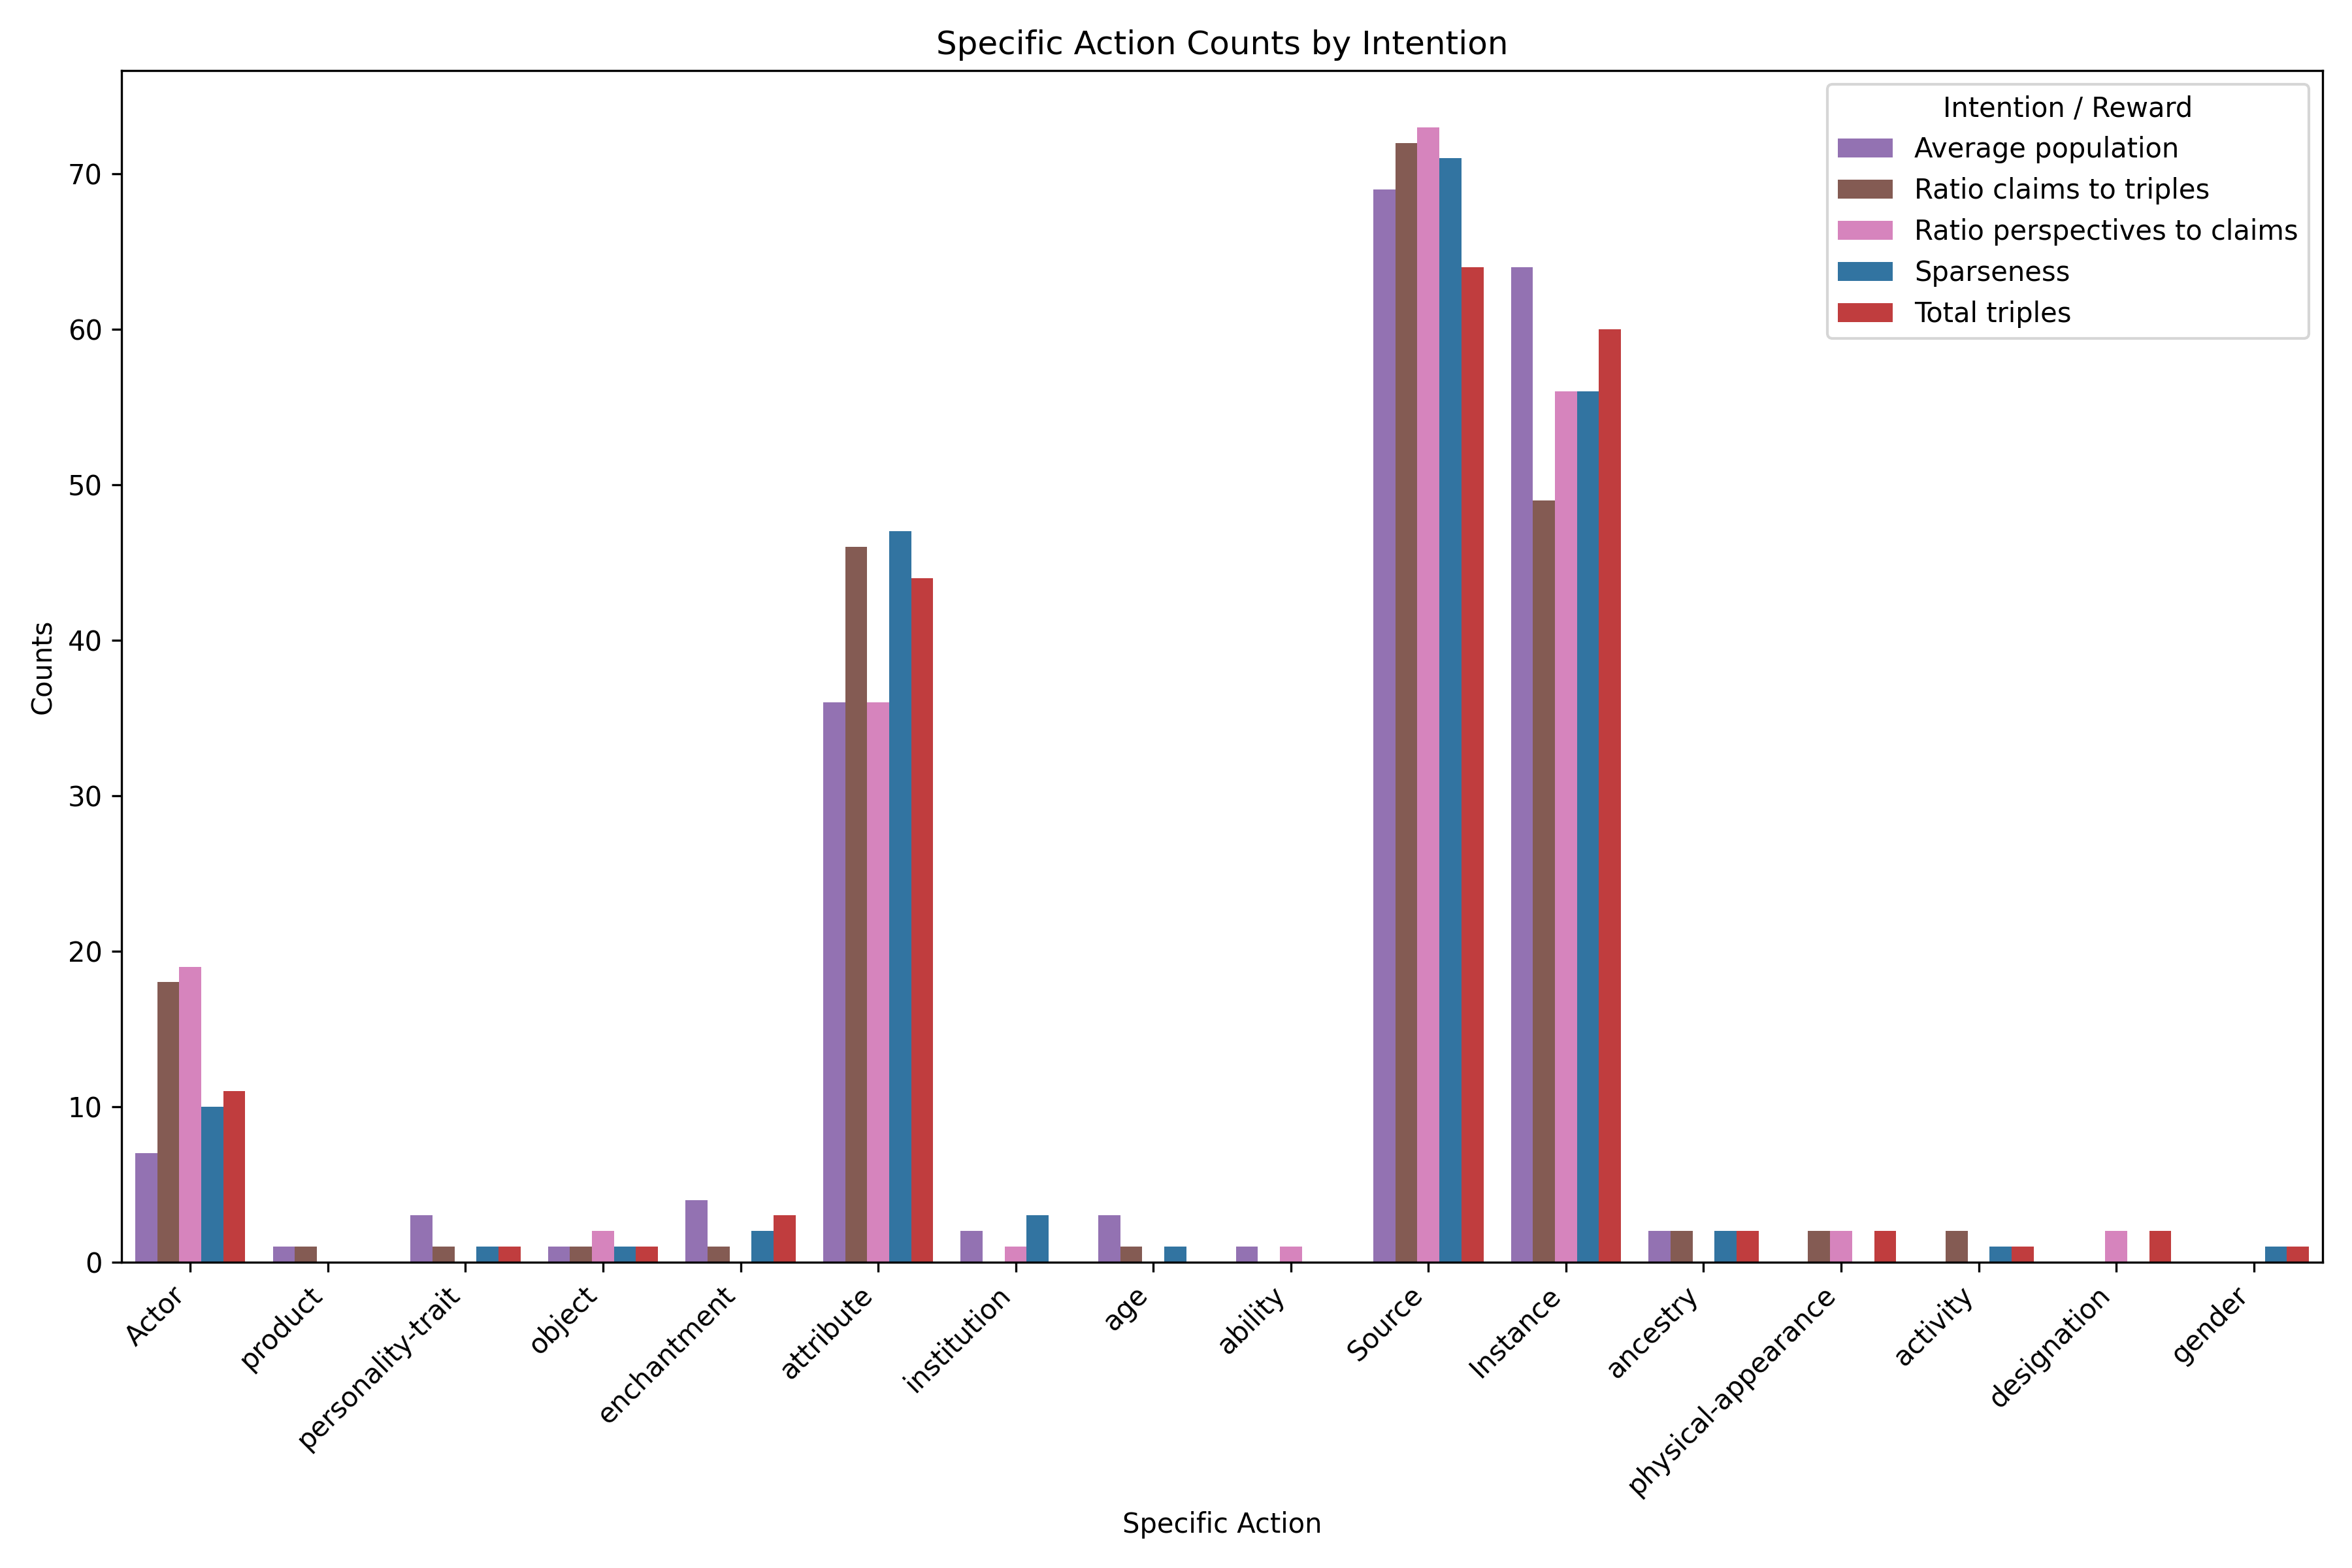 Specific Action Counts by Intention
Intention / Reward
Average population
Ratio claims to triples
Ratio perspectives to claims
Sparseness
Total triples
Counts
70
60
50
40
30
20
10
0
Actor
product
personality-trait
object
enchantment
attribute
institution
age
ability
Source
Instance
ancestry
physical-appearance
activity
designation
gender
Specific Action